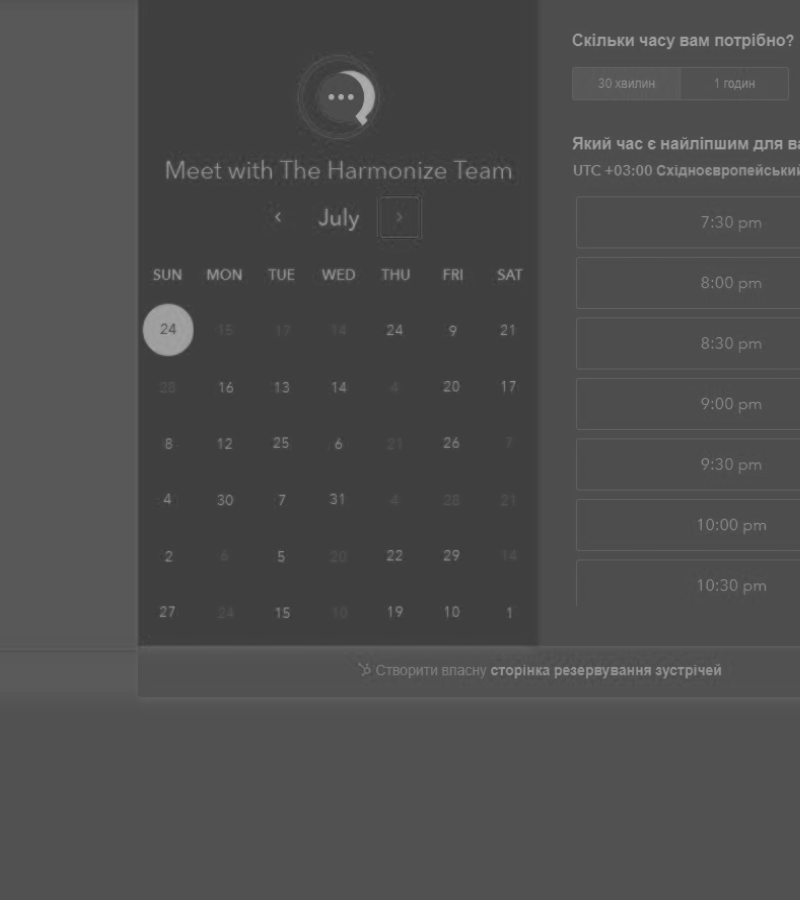 Meet with The Harmonize Team
July
SUN MON TUE WED THU FRI SAT
24 15 17 14 24 9 21
28 16 13 14 4 20 17
8 12 25 6 21 26 7
4 30 7 31 4 28 21
2 6 5 20 22 29 14
27 24 15 18 19 10 1
Скільки часу вам потрібно?
30 хвилин 1 годин
Який час є найліпшим для ва
UTC +03:00 Східноєвропейський
7:30 pm
8:00 pm
8:30 pm
9:00 pm
9:30 pm
10:00 pm
10:30 pm
Створити власну сторінка резервування зустрічей